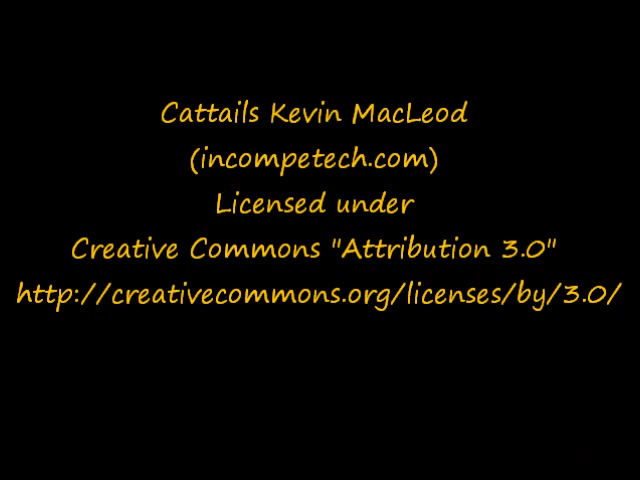 Cattails Kevin MacLeod
(incompetech.com)
Licensed under
Creative Commons "Attribution 3.0"
http://creativecommons.org/licenses/by/3.0/